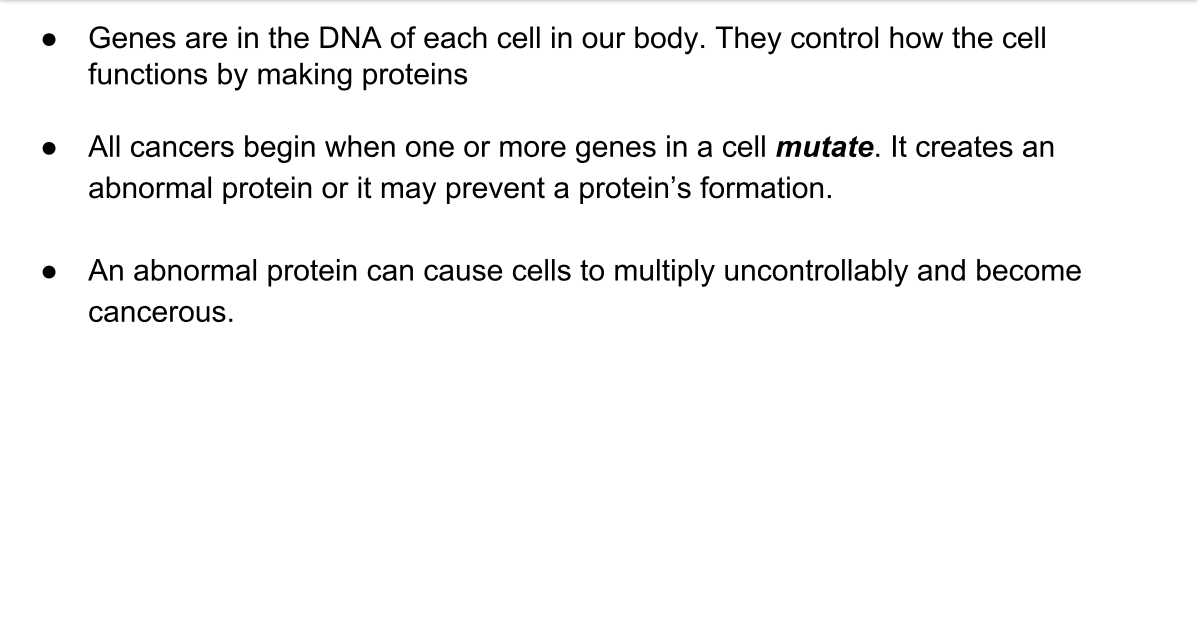 ● Genes are in the DNA of each cell in our body. They control how the cell
functions by making proteins
● All cancers begin when one or more genes in a cell mutate. It creates an
abnormal protein or it may prevent a protein’s formation.
● An abnormal protein can cause cells to multiply uncontrollably and become
cancerous.